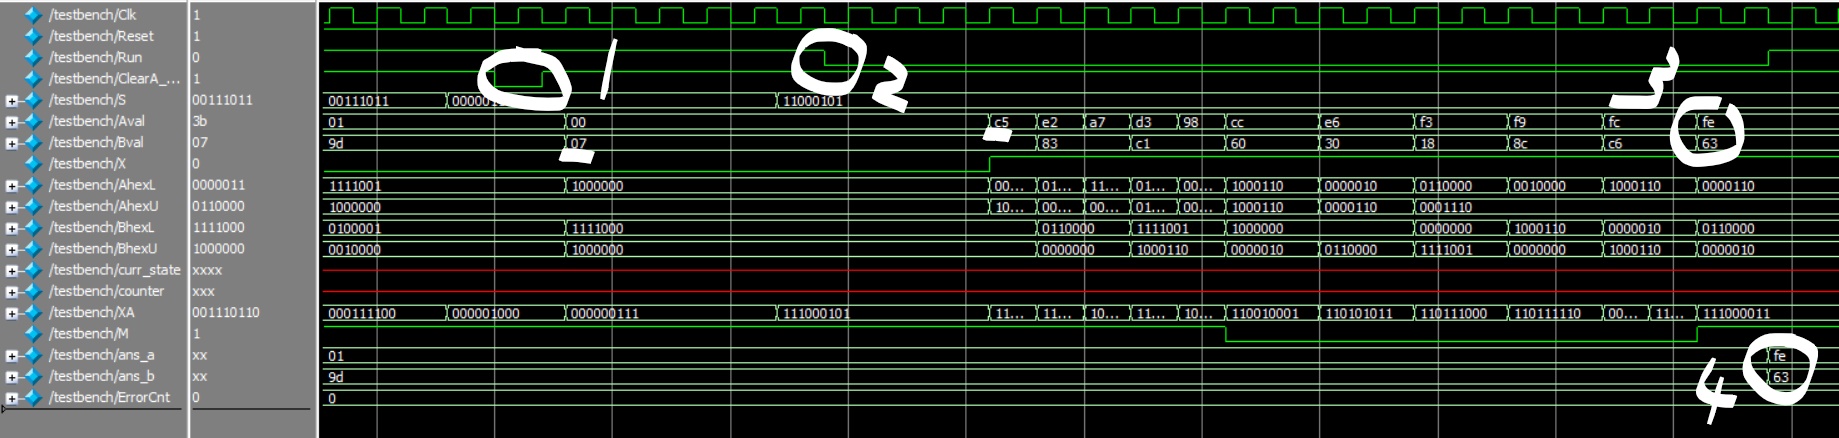 /testbench/Clk 1
/testbench/Reset 1
/testbench/Run 0
/testbench/ClearA_... 1
/testbench/S 00111011 00111011 11000101
/testbench/Aval 3b 01 00 c5 e2 a7 d3 98 cc e6 f3 f9 fc fe
/testbench/Bval 07 9d 07 83 c1 60 30 18 8c c6 63
/testbench/X 0
/testbench/AhexL 0000011 1111001 1000000 00... 01... 11... 01... 00... 1000110 0000010 0110000 0010000 1000110 0000110
/testbench/AhexU 0110000 1000000 10... 00... 00... 01... 00... 1000110 0000110 0001110
/testbench/BhexL 1111000 0100001 1111000 0110000 1111001 1000000 0000000 1000110 0000010 0110000
/testbench/BhexU 1000000 0010000 1000000 0000000 1000110 0000010 0110000 1111001 0000000 1000110 0000010
/testbench/curr_state xxxx
/testbench/counter xxx
/testbench/XA 001110110 000111100 000001000 000000111 111000101 11... 11... 10... 11... 10... 110010001 110101011 110111000 110111110 00... 11... 111000011
/testbench/M 1
/testbench/ans_a xx 01 fe
/testbench/ans_b xx 9d 63
/testbench/ErrorCnt 0 0
1
2
3
4